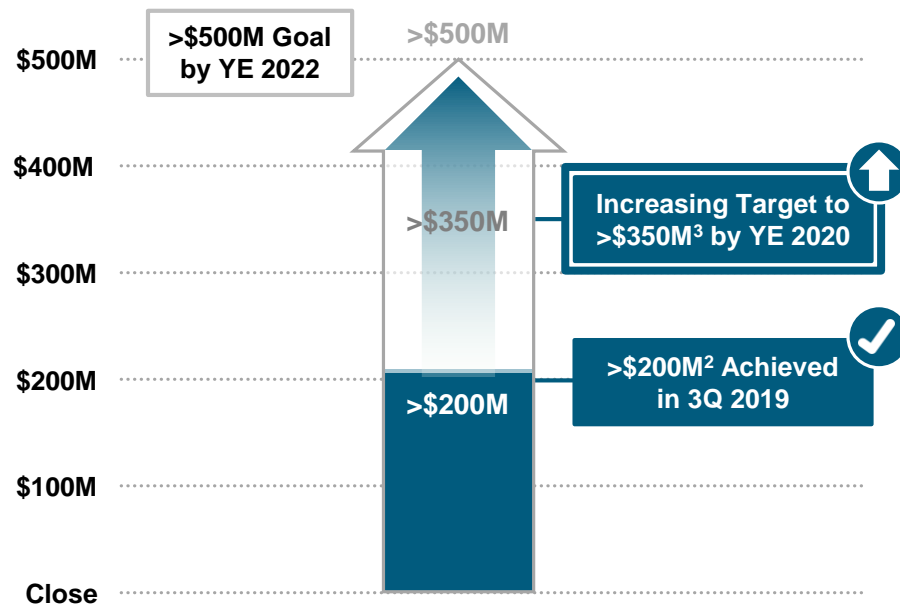 >$500M Goal
by YE 2022
>$500M
$500M
$400M
>$350M
Increasing Target to
>$350M³ by YE 2020
$300M
$200M
>$200M
>$200M² Achieved
in 3Q 2019
$100M
Close